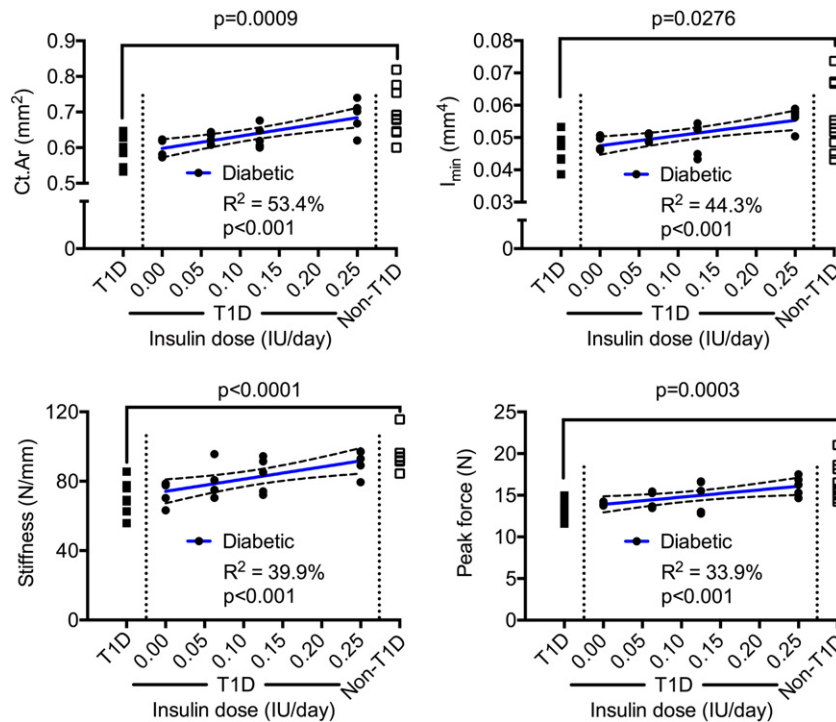 p=0.0009
Ct.Ar (mm²)
0.9
0.8
0.7
0.6
0.5
0
Diabetic
R² = 53.4%
p<0.001
T1D
0.00
0.05
0.10
0.15
0.20
0.25
Non-T1D
T1D
Insulin dose (IU/day)
p=0.0276
I_min (mm⁴)
0.08
0.07
0.06
0.05
0.04
0.03
0
Diabetic
R² = 44.3%
p<0.001
T1D
0.00
0.05
0.10
0.15
0.20
0.25
Non-T1D
T1D
Insulin dose (IU/day)
p<0.0001
Stiffness (N/mm)
120
80
40
0
Diabetic
R² = 39.9%
p<0.001
T1D
0.00
0.05
0.10
0.15
0.20
0.25
Non-T1D
T1D
Insulin dose (IU/day)
p=0.0003
Peak force (N)
25
20
15
10
5
0
Diabetic
R² = 33.9%
p<0.001
T1D
0.00
0.05
0.10
0.15
0.20
0.25
Non-T1D
T1D
Insulin dose (IU/day)